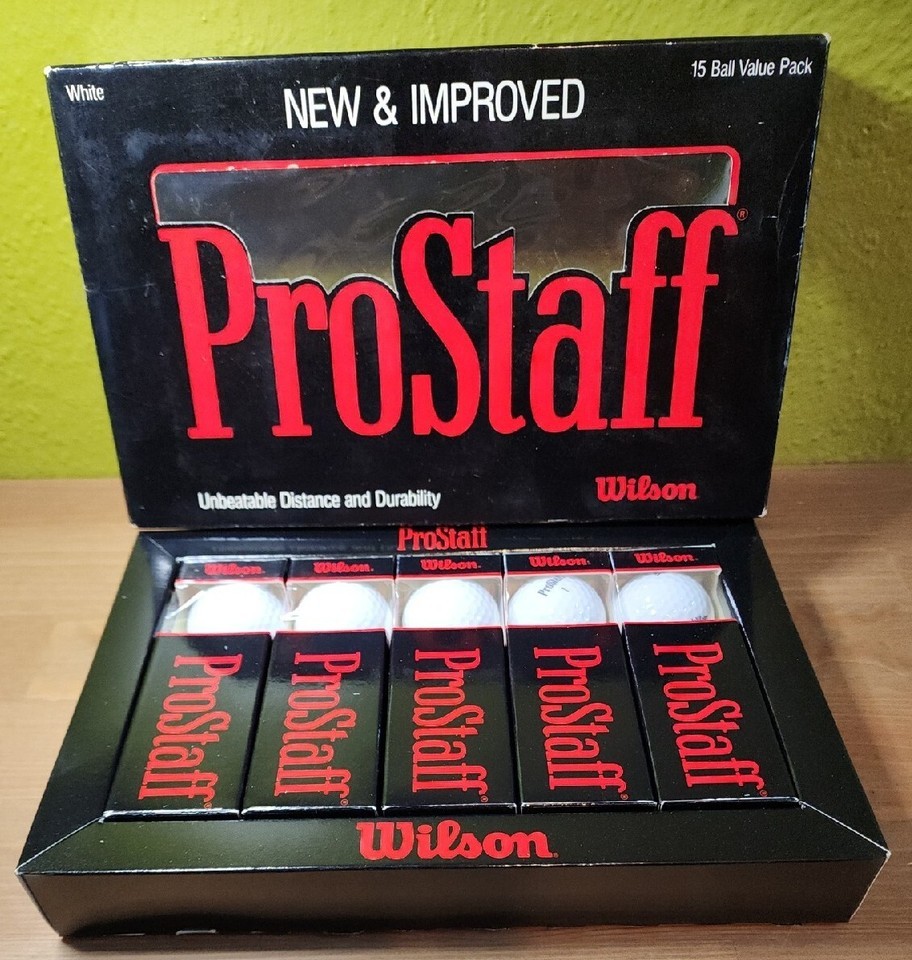 White
15 Ball Value Pack
NEW & IMPROVED
ProStaff®
Unbeatable Distance and Durability
Wilson
ProStaff
Wilson. Wilson. Wilson. Wilson. Wilson.
1
ProStaff® ProStaff® ProStaff® ProStaff® ProStaff®
Wilson.